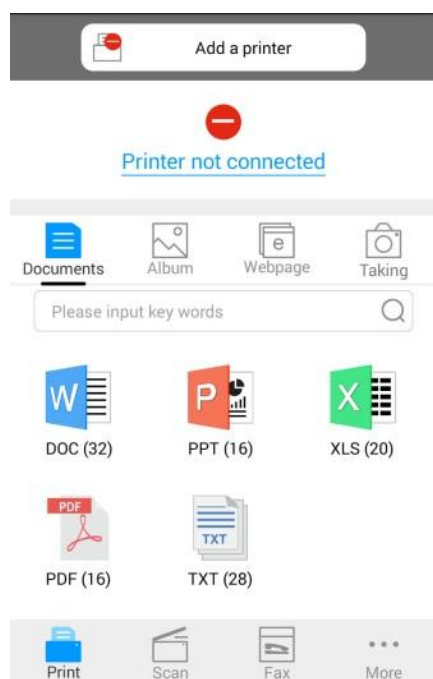 Add a printer
Printer not connected
e
Documents Album Webpage Taking
Please input key words
W P X
DOC (32) PPT (16) XLS (20)
PDF
TXT
PDF (16) TXT (28)
Print Scan Fax More